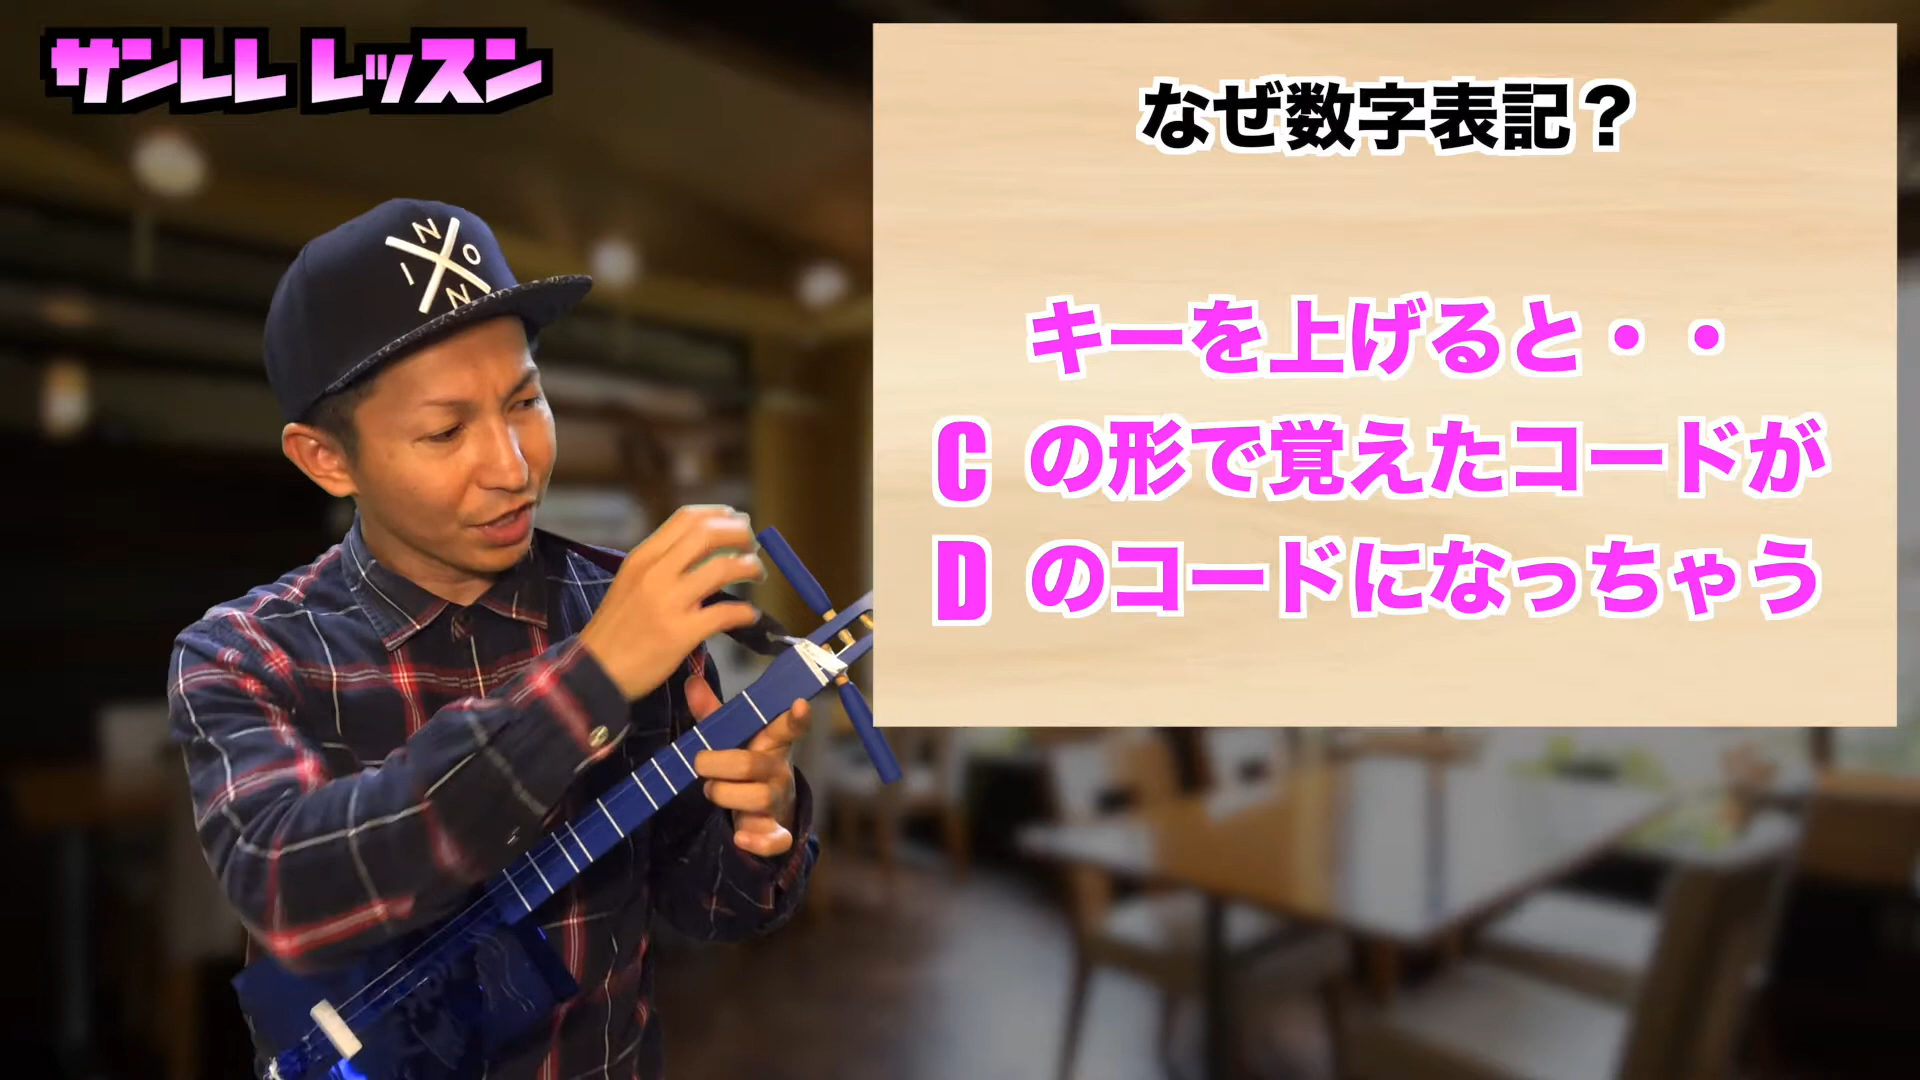 サンレレ レッスン
なぜ数字表記？
キーを上げると・・
C の形で覚えたコードが
D のコードになっちゃう
NIXON